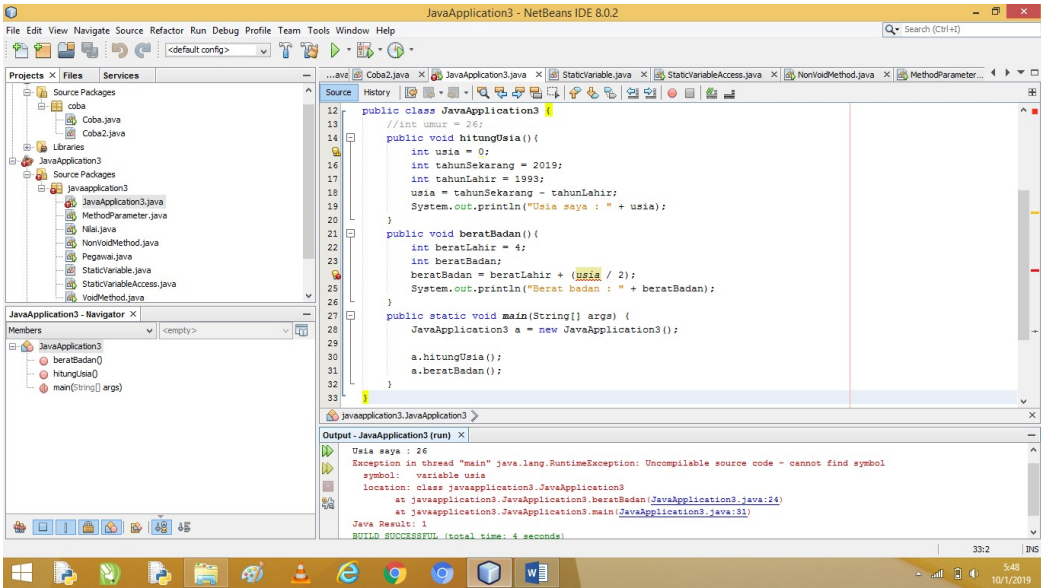 JavaApplication3 - NetBeans IDE 8.0.2
File Edit View Navigate Source Refactor Run Debug Profile Team Tools Window Help
Search (Ctrl+I)
<default config>
Projects Files Services
Source Packages
coba
Coba.java
Coba2.java
Libraries
JavaApplication3
Source Packages
javaapplication3
JavaApplication3.java
MethodParameter.java
Nilai.java
NonVoidMethod.java
Pegawai.java
StaticVariable.java
StaticVariableAccess.java
VoidMethod.java
JavaApplication3 - Navigator
Members
<empty>
JavaApplication3
beratBadan()
hitungUsia()
main(String[] args)
...ava Coba2.java JavaApplication3.java StaticVariable.java StaticVariableAccess.java NonVoidMethod.java MethodParameter...
Source History
12 public class JavaApplication3 {
13 //int umur = 26;
14 public void hitungUsia(){
int usia = 0;
16 int tahunSekarang = 2019;
17 int tahunLahir = 1993;
18 usia = tahunSekarang - tahunLahir;
19 System.out.println("Usia saya : " + usia);
20 }
21 public void beratBadan(){
22 int beratLahir = 4;
23 int beratBadan;
beratBadan = beratLahir + (usia / 2);
25 System.out.println("Berat badan : " + beratBadan);
26 }
27 public static void main(String[] args) {
28 JavaApplication3 a = new JavaApplication3();
29
30 a.hitungUsia();
31 a.beratBadan();
32 }
33 }
javaapplication3.JavaApplication3
Output - JavaApplication3 (run)
Usia saya : 26
Exception in thread "main" java.lang.RuntimeException: Uncompilable source code - cannot find symbol
symbol: variable usia
location: class javaapplication3.JavaApplication3
at javaapplication3.JavaApplication3.beratBadan(JavaApplication3.java:24)
at javaapplication3.JavaApplication3.main(JavaApplication3.java:31)
Java Result: 1
BUILD SUCCESSFUL (total time: 4 seconds)
33:2 INS
5:48
10/1/2019